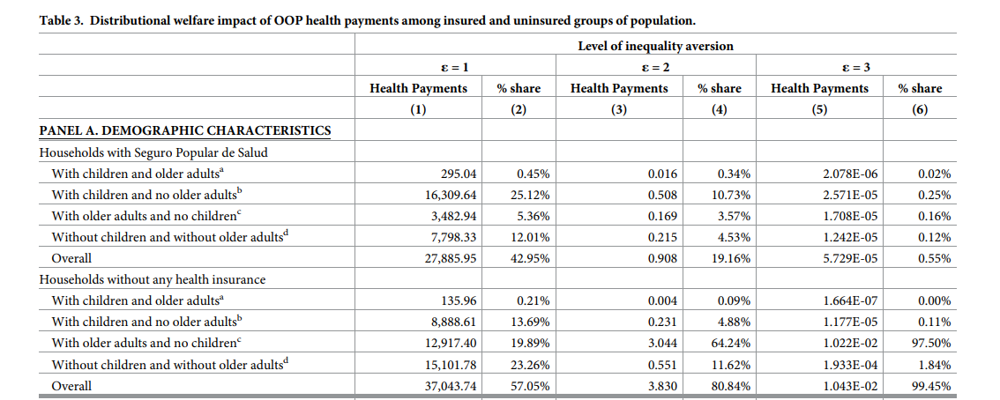 Table 3. Distributional welfare impact of OOP health payments among insured and uninsured groups of population.
Level of inequality aversion
ε = 1 ε = 2 ε = 3
Health Payments % share Health Payments % share Health Payments % share
(1) (2) (3) (4) (5) (6)
PANEL A. DEMOGRAPHIC CHARACTERISTICS
Households with Seguro Popular de Salud
With children and older adultsa 295.04 0.45% 0.016 0.34% 2.078E-06 0.02%
With children and no older adultsb 16,309.64 25.12% 0.508 10.73% 2.571E-05 0.25%
With older adults and no childrenc 3,482.94 5.36% 0.169 3.57% 1.708E-05 0.16%
Without children and without older adultsd 7,798.33 12.01% 0.215 4.53% 1.242E-05 0.12%
Overall 27,885.95 42.95% 0.908 19.16% 5.729E-05 0.55%
Households without any health insurance
With children and older adultsa 135.96 0.21% 0.004 0.09% 1.664E-07 0.00%
With children and no older adultsb 8,888.61 13.69% 0.231 4.88% 1.177E-05 0.11%
With older adults and no childrenc 12,917.40 19.89% 3.044 64.24% 1.022E-02 97.50%
Without children and without older adultsd 15,101.78 23.26% 0.551 11.62% 1.933E-04 1.84%
Overall 37,043.74 57.05% 3.830 80.84% 1.043E-02 99.45%